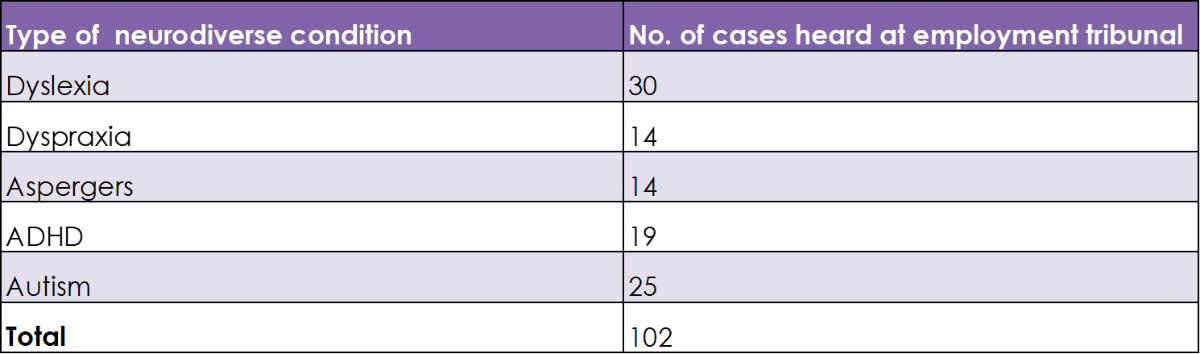 Type of  neurodiverse condition No. of cases heard at employment tribunal
Dyslexia 30
Dyspraxia 14
Aspergers 14
ADHD 19
Autism 25
Total 102